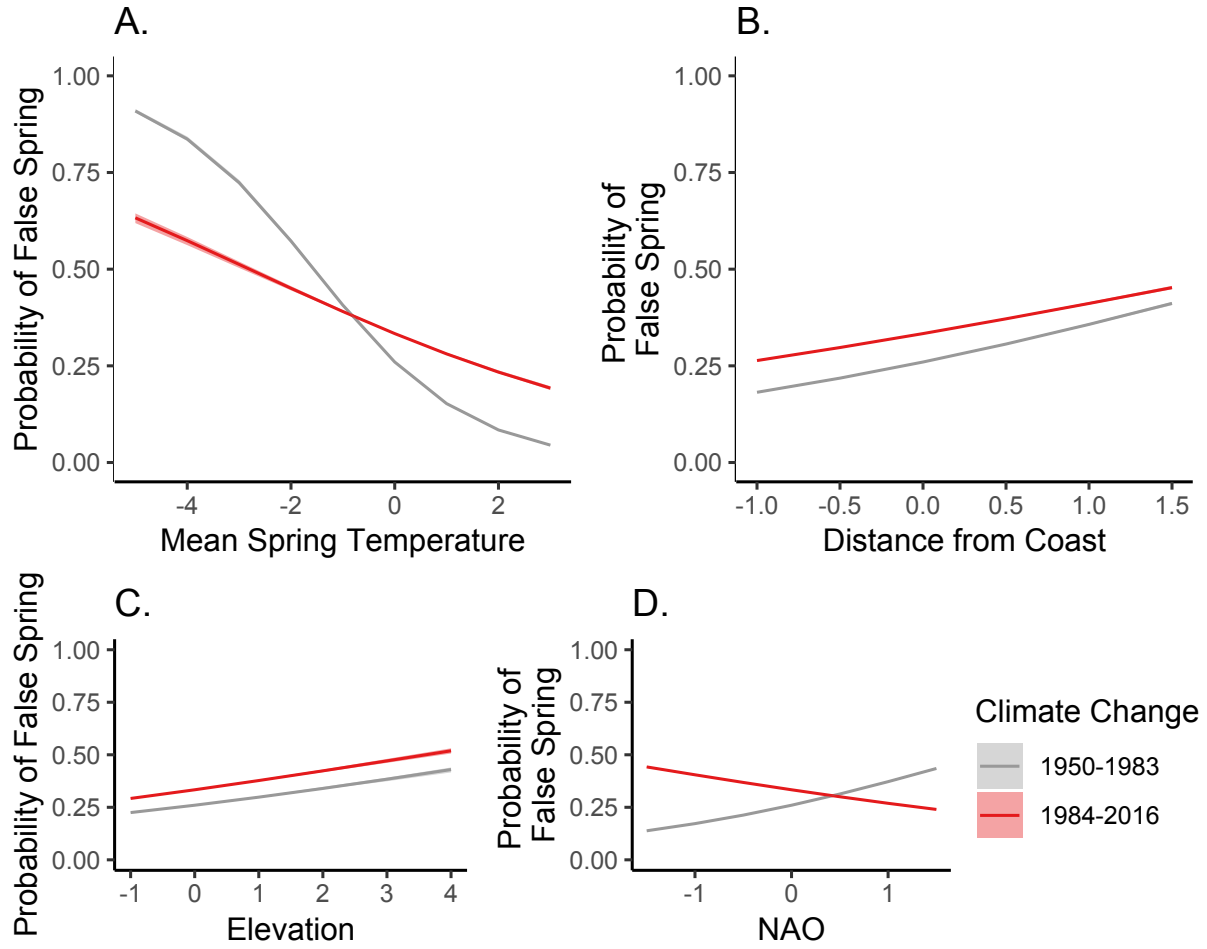 A.
Probability of False Spring
1.00
0.75
0.50
0.25
0.00
-4
-2
0
2
Mean Spring Temperature
B.
Probability of
False Spring
1.00
0.75
0.50
0.25
0.00
-1.0
-0.5
0.0
0.5
1.0
1.5
Distance from Coast
C.
Probability of False Spring
1.00
0.75
0.50
0.25
0.00
-1
0
1
2
3
4
Elevation
D.
Probability of
False Spring
1.00
0.75
0.50
0.25
0.00
-1
0
1
NAO
Climate Change
1950-1983
1984-2016